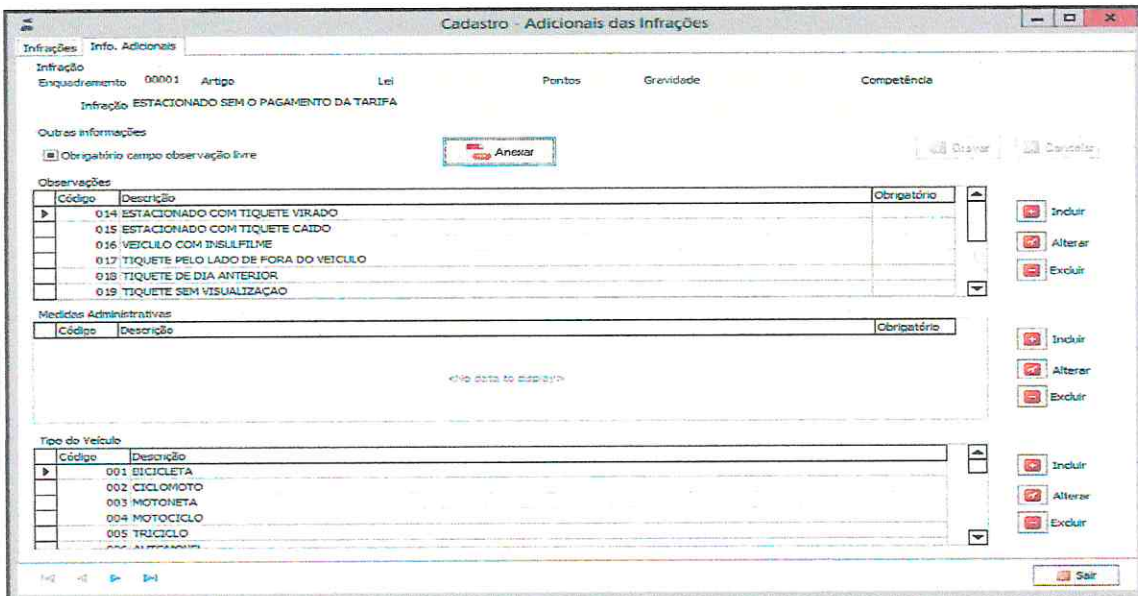 Cadastro - Adicionais das Infrações
Infrações Info. Adicionais
Infração
Enquadramento 00001 Artigo Lei Pontos Gravidade Competência
Infração ESTACIONADO SEM O PAGAMENTO DA TARIFA
Outras informações
Obrigatório campo observação livre Anexar Gravar Cancelar
Observações
Código Descrição Obrigatório
014 ESTACIONADO COM TIQUETE VIRADO
015 ESTACIONADO COM TIQUETE CAIDO
016 VEICULO COM INSULFILME
017 TIQUETE PELO LADO DE FORA DO VEICULO
018 TIQUETE DE DIA ANTERIOR
019 TIQUETE SEM VISUALIZAÇAO
Incluir
Alterar
Excluir
Medidas Administrativas
Código Descrição Obrigatório
<No data to display>
Incluir
Alterar
Excluir
Tipo do Veículo
Código Descrição
001 BICICLETA
002 CICLOMOTO
003 MOTONETA
004 MOTOCICLO
005 TRICICLO
006 AUTOMOVEL
Incluir
Alterar
Excluir
Sair